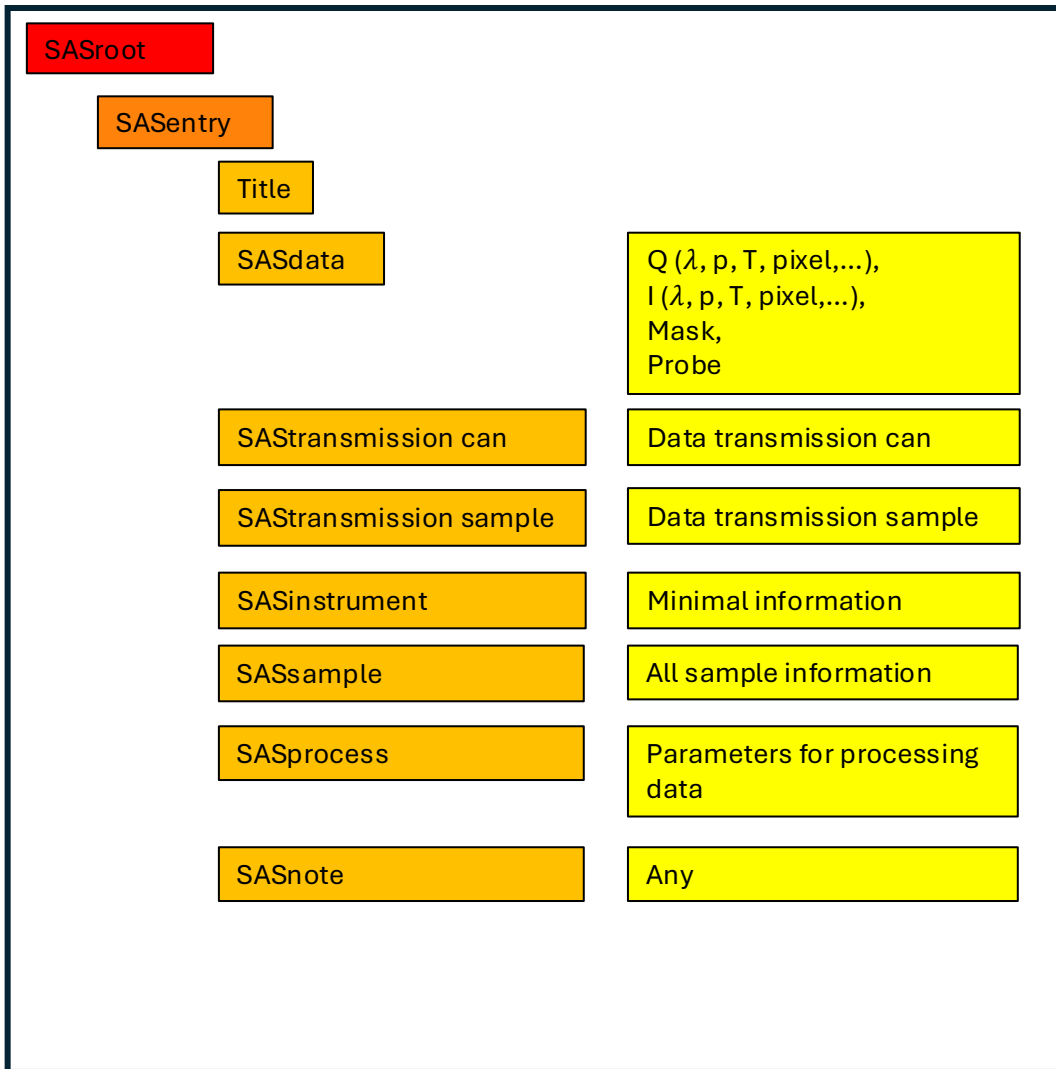 SASroot
SASentry
Title
SASdata
Q (𝜆, p, T, pixel,...),
I (𝜆, p, T, pixel,...),
Mask,
Probe
SAStransmission can
Data transmission can
SAStransmission sample
Data transmission sample
SASinstrument
Minimal information
SASsample
All sample information
SASprocess
Parameters for processing
data
SASnote
Any